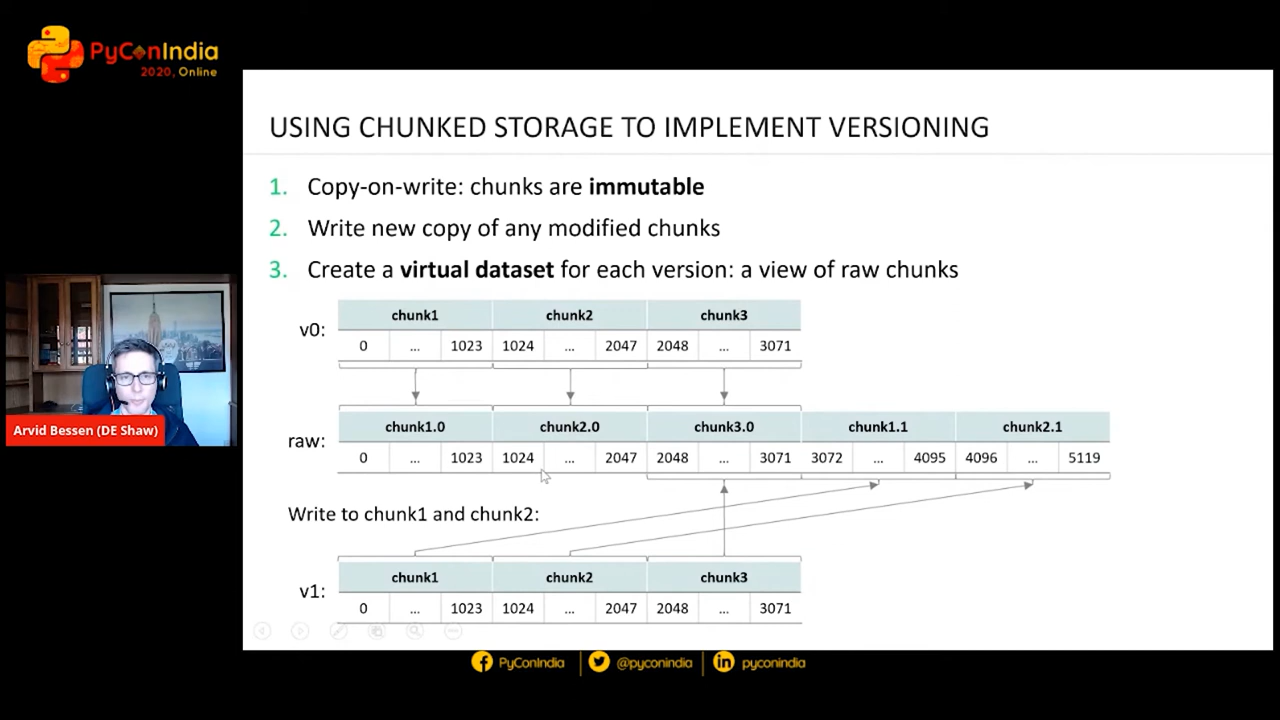 PyConIndia
2020, Online
USING CHUNKED STORAGE TO IMPLEMENT VERSIONING
1. Copy-on-write: chunks are immutable
2. Write new copy of any modified chunks
3. Create a virtual dataset for each version: a view of raw chunks
chunk1 chunk2 chunk3
v0:
0 ... 1023 1024 ... 2047 2048 ... 3071
chunk1.0 chunk2.0 chunk3.0 chunk1.1 chunk2.1
raw:
0 ... 1023 1024 ... 2047 2048 ... 3071 3072 ... 4095 4096 ... 5119
Arvid Bessen (DE Shaw)
Write to chunk1 and chunk2:
chunk1 chunk2 chunk3
v1:
0 ... 1023 1024 ... 2047 2048 ... 3071
PyConIndia @pyconindia pyconindia